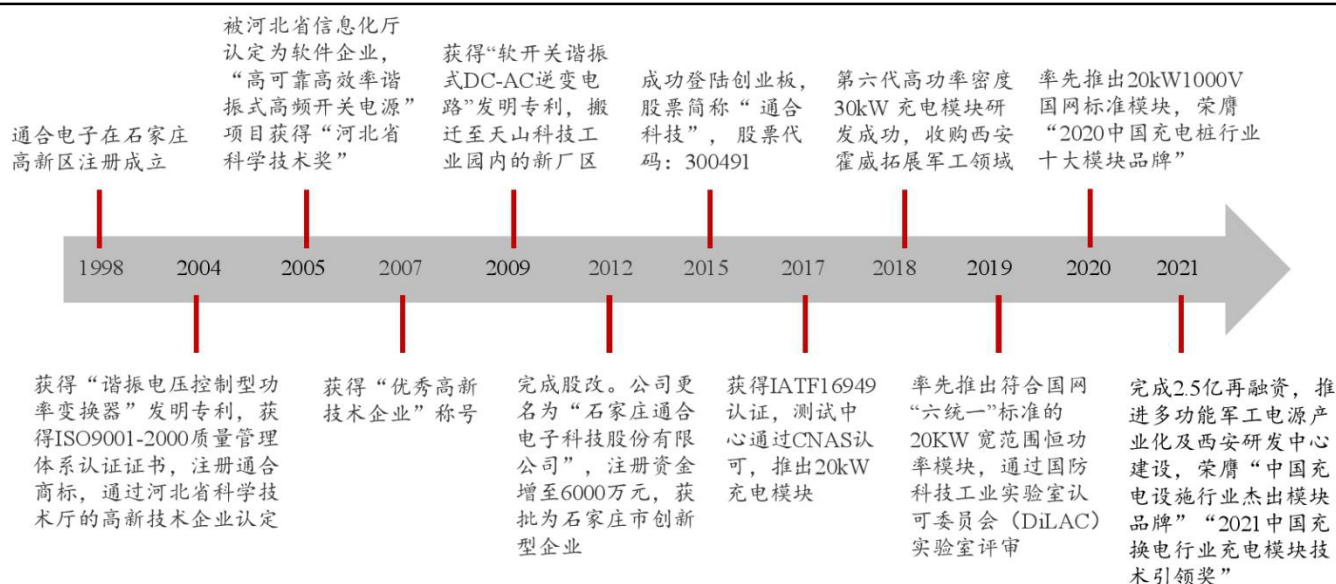 通合电子在石家庄
高新区注册成立
被河北省信息化厅
认定为软件企业，
“高可靠高效率谐
振式高频开关电源”
项目获得“河北省
科学技术奖”
获得“软开关谐振
式DC-AC逆变电
路”发明专利，搬
迁至天山科技工
业园内的新厂区
成功登陆创业板，
股票简称“通合
科技”，股票代
码：300491
第六代高功率密度
30kW 充电模块研
发成功，收购西安
霍威拓展军工领域
率先推出20kW1000V
国网标准模块，荣膺
“2020中国充电桩行业
十大模块品牌”
1998 2004 2005 2007 2009 2012 2015 2017 2018 2019 2020 2021
获得“谐振电压控制型功
率变换器”发明专利，获
得ISO9001-2000质量管理
体系认证证书，注册通合
商标，通过河北省科学技
术厅的高新技术企业认定
获得“优秀高新
技术企业”称号
完成股改。公司更
名为“石家庄通合
电子科技股份有限
公司”，注册资金
增至6000万元，获
批为石家庄市创新
型企业
获得IATF16949
认证，测试中
心通过CNAS认
可，推出20kW
充电模块
率先推出符合国网
“六统一”标准的
20KW 宽范围恒功
率模块，通过国防
科技工业实验室认
可委员会（DiLAC）
实验室评审
完成2.5亿再融资，推
进多功能军工电源产
业化及西安研发中心
建设，荣膺“中国充
电设施行业杰出模块
品牌”“2021中国充
换电行业充电模块技
术引领奖”